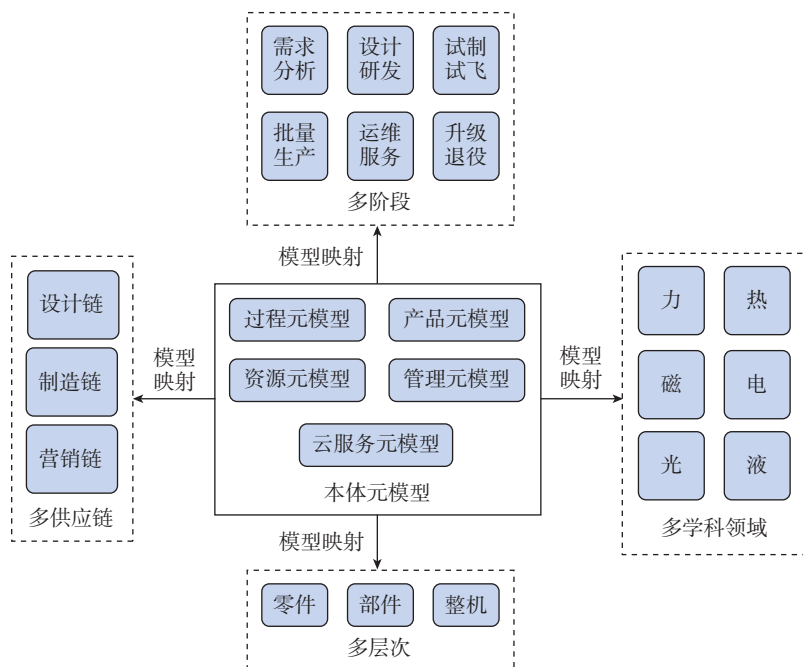 需求
分析
设计
研发
试制
试飞
批量
生产
运维
服务
升级
退役
多阶段
模型映射
设计链
制造链
营销链
多供应链
模型
映射
过程元模型
产品元模型
资源元模型
管理元模型
云服务元模型
本体元模型
模型
映射
力
热
磁
电
光
液
多学科领域
模型映射
零件
部件
整机
多层次